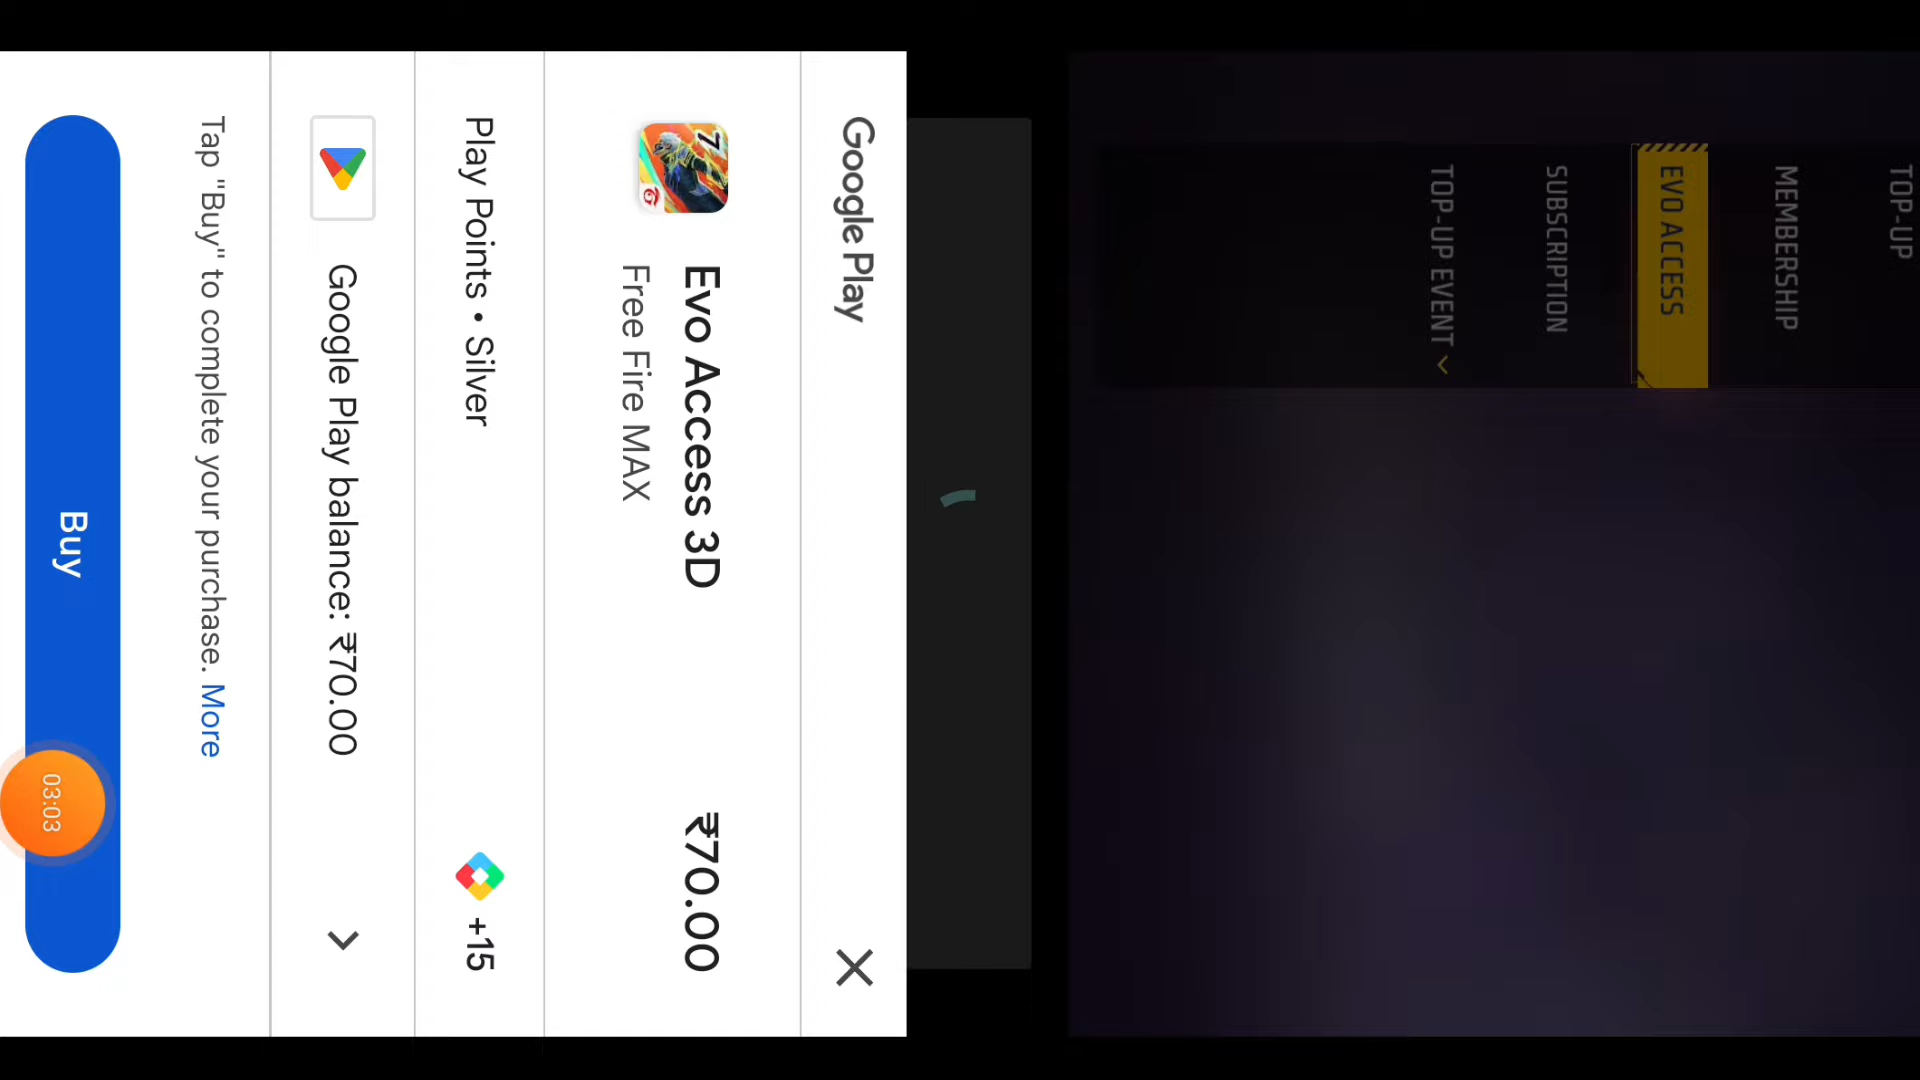 TOP-UP
MEMBERSHIP
EVO ACCESS
SUBSCRIPTION
TOP-UP EVENT
Google Play
7
Evo Access 3D ₹70.00
Free Fire MAX
Play Points • Silver +15
Google Play balance: ₹70.00
Tap "Buy" to complete your purchase. More
Buy
03:03